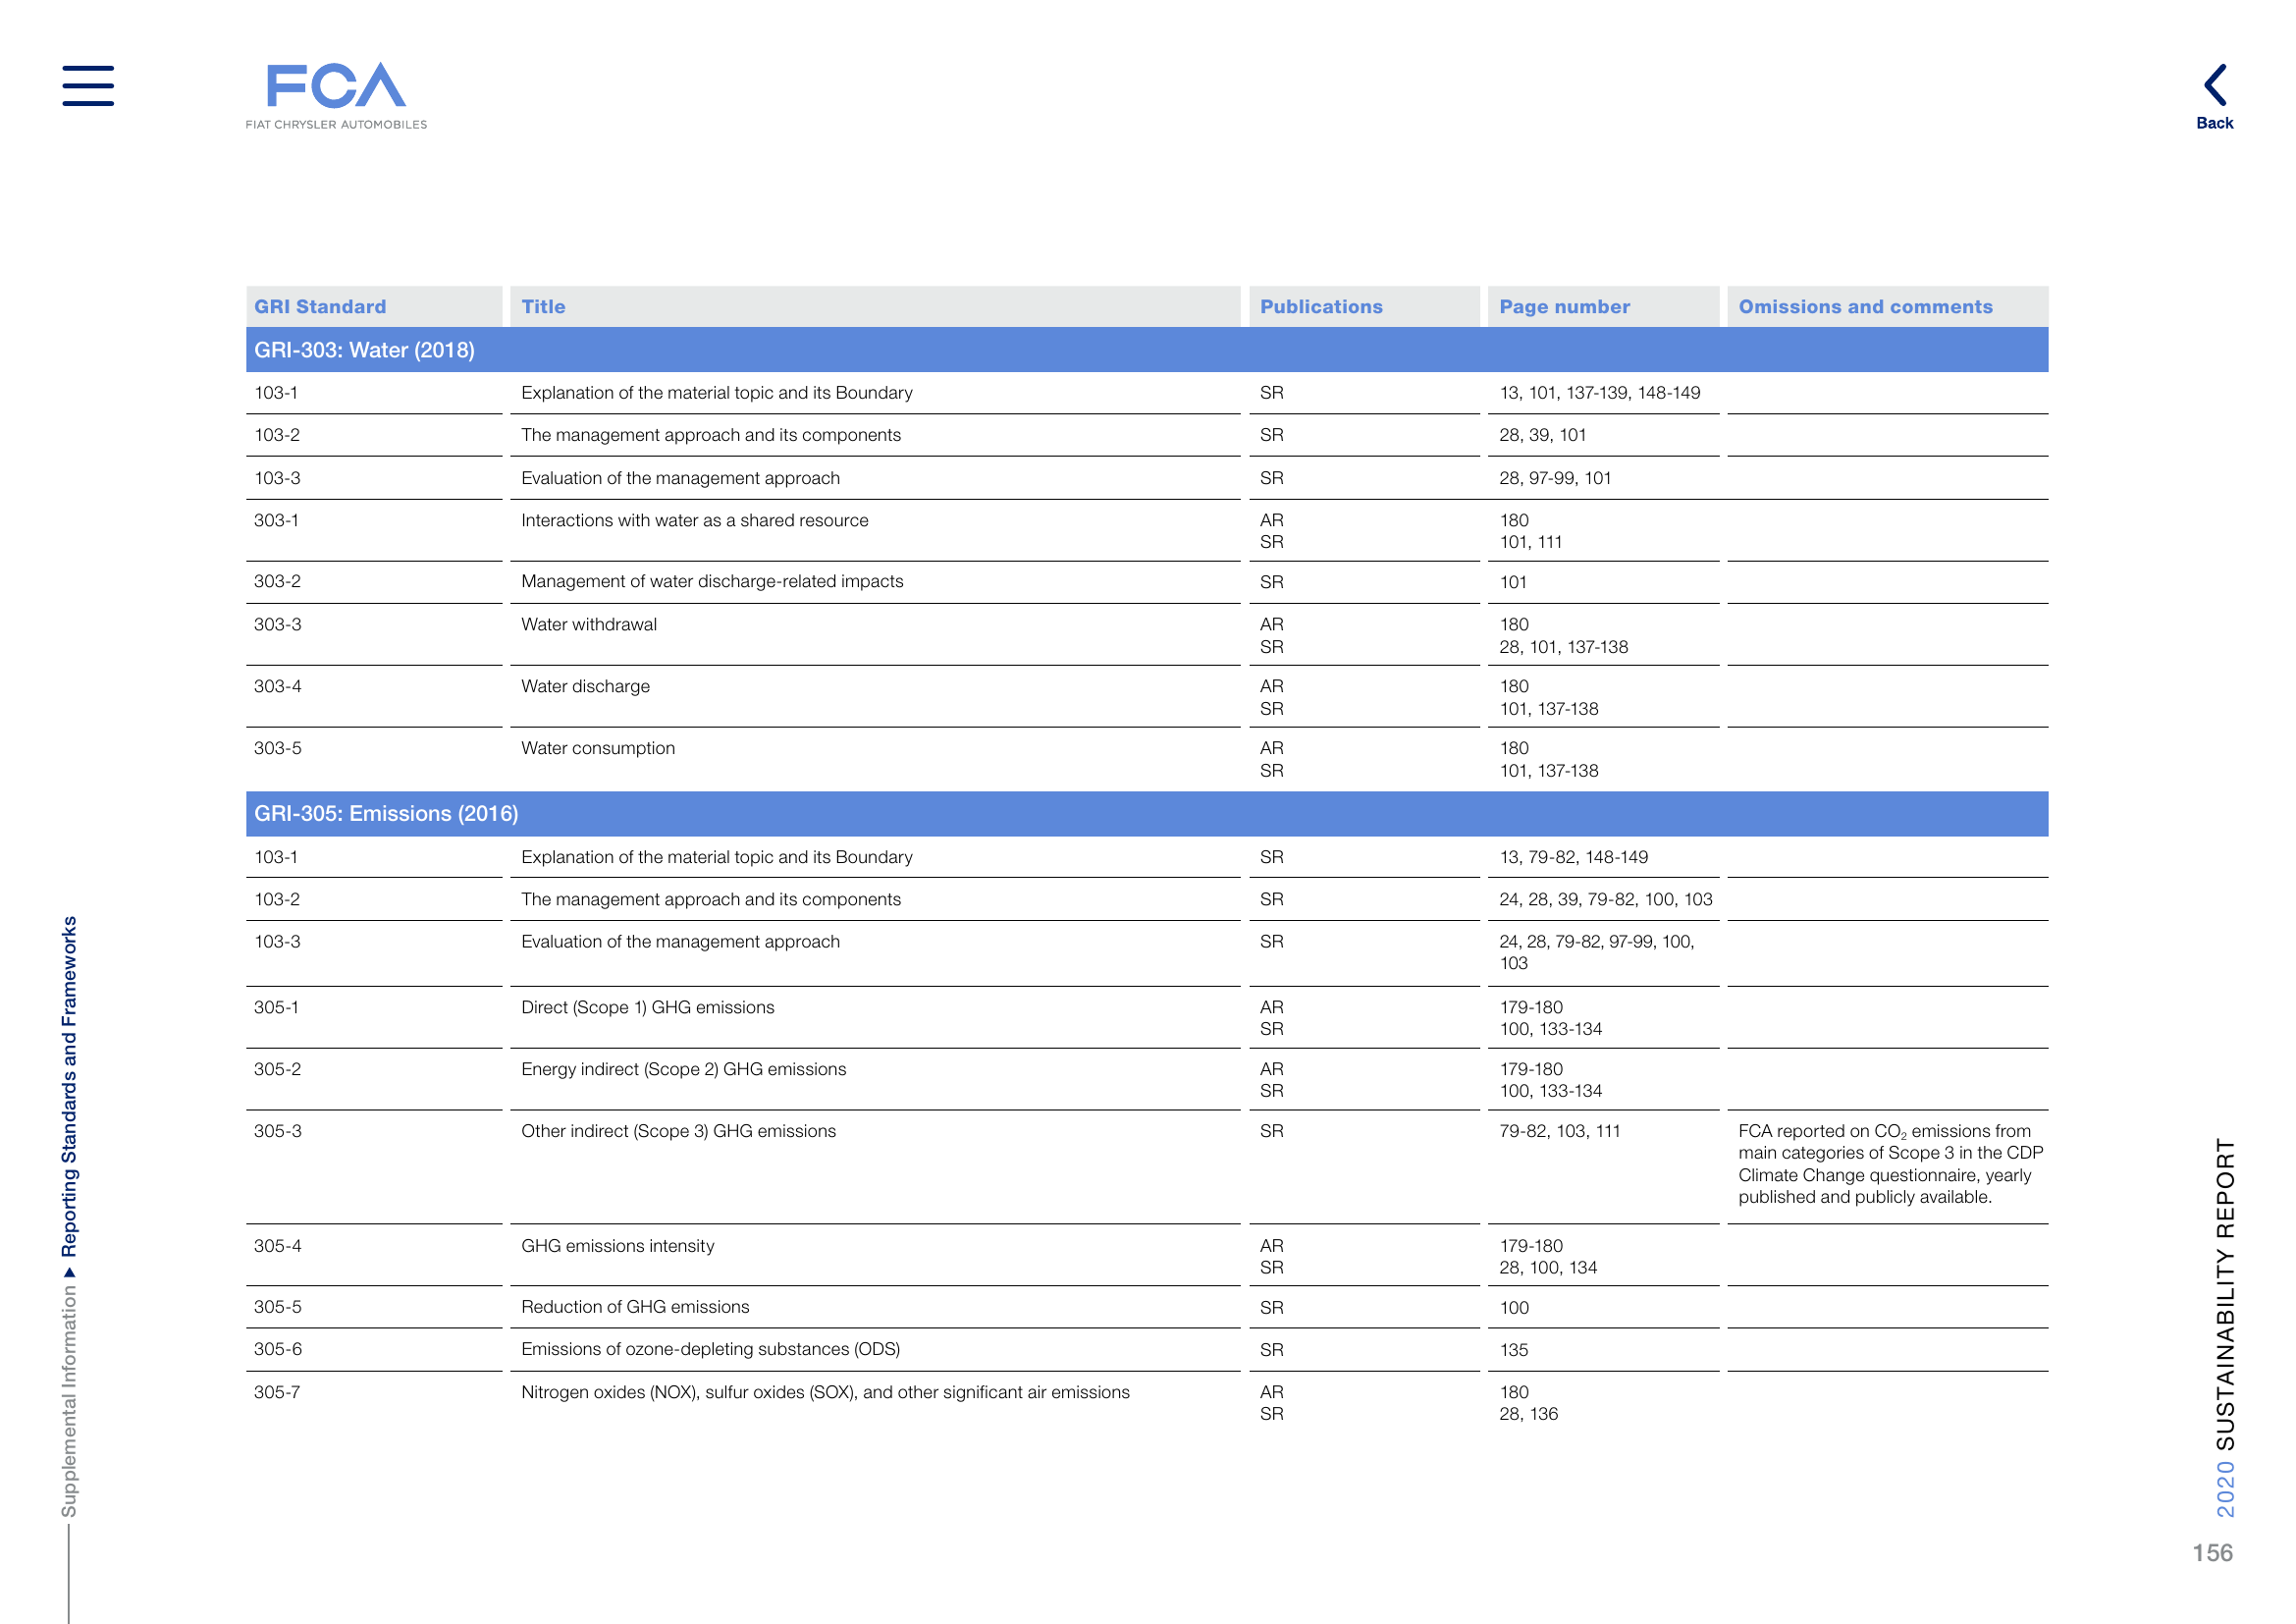 FCA
FIAT CHRYSLER AUTOMOBILES
Back
GRI Standard Title Publications Page number Omissions and comments
GRI-303: Water (2018)
103-1 Explanation of the material topic and its Boundary SR 13, 101, 137-139, 148-149
103-2 The management approach and its components SR 28, 39, 101
103-3 Evaluation of the management approach SR 28, 97-99, 101
303-1 Interactions with water as a shared resource AR 180
SR 101, 111
303-2 Management of water discharge-related impacts SR 101
303-3 Water withdrawal AR 180
SR 28, 101, 137-138
303-4 Water discharge AR 180
SR 101, 137-138
303-5 Water consumption AR 180
SR 101, 137-138
GRI-305: Emissions (2016)
103-1 Explanation of the material topic and its Boundary SR 13, 79-82, 148-149
103-2 The management approach and its components SR 24, 28, 39, 79-82, 100, 103
103-3 Evaluation of the management approach SR 24, 28, 79-82, 97-99, 100,
103
305-1 Direct (Scope 1) GHG emissions AR 179-180
SR 100, 133-134
305-2 Energy indirect (Scope 2) GHG emissions AR 179-180
SR 100, 133-134
305-3 Other indirect (Scope 3) GHG emissions SR 79-82, 103, 111 FCA reported on CO₂ emissions from
main categories of Scope 3 in the CDP
Climate Change questionnaire, yearly
published and publicly available.
305-4 GHG emissions intensity AR 179-180
SR 28, 100, 134
305-5 Reduction of GHG emissions SR 100
305-6 Emissions of ozone-depleting substances (ODS) SR 135
305-7 Nitrogen oxides (NOX), sulfur oxides (SOX), and other significant air emissions AR 180
SR 28, 136
Supplemental Information ▶ Reporting Standards and Frameworks
2020 SUSTAINABILITY REPORT
156